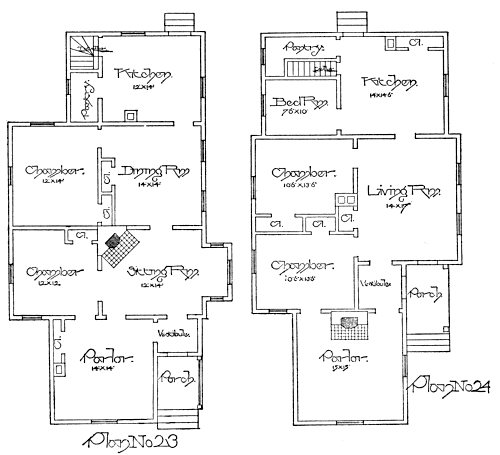 Kitchen
12×14'
Pantry
Chamber
12×14'
Cl.
Dining Rm
14×14'
Cl.
Cl.
Chamber
12×12
Sitting Rm
12×14'
Cl.
Parlor
14'×14'
Vestibule
Porch
Plan No 23
Pantry
Cl.
Kitchen
14×14'6"
Bed Rm.
7'6"×10'
Chamber
10'6"×13'6"
Living Rm.
14×17'
Cl.
Cl.
Cl.
Chamber
10'6"×13'6"
Vestibule
Porch
Parlor
15×15'
Plan No 24